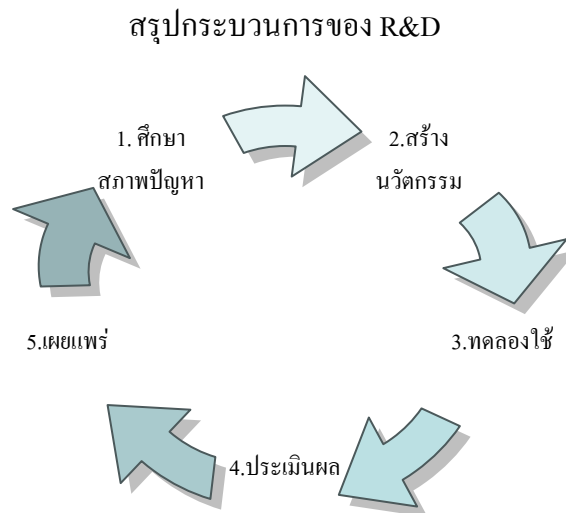 สรุปกระบวนการของ R&D
1. ศึกษา
สภาพปัญหา
2.สร้าง
นวัตกรรม
3.ทดลองใช้
4.ประเมินผล
5.เผยแพร่